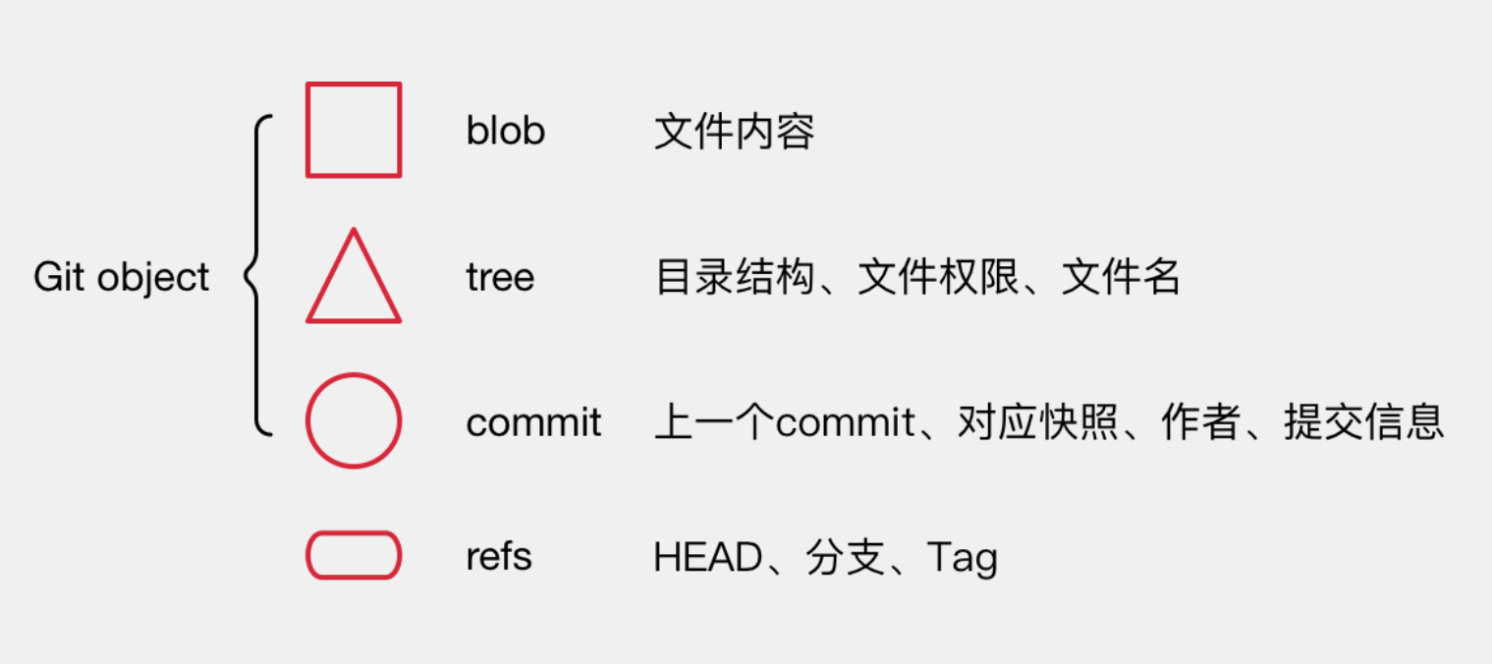 blob 文件内容
Git object tree 目录结构、文件权限、文件名
commit 上一个commit、对应快照、作者、提交信息
refs HEAD、分支、Tag